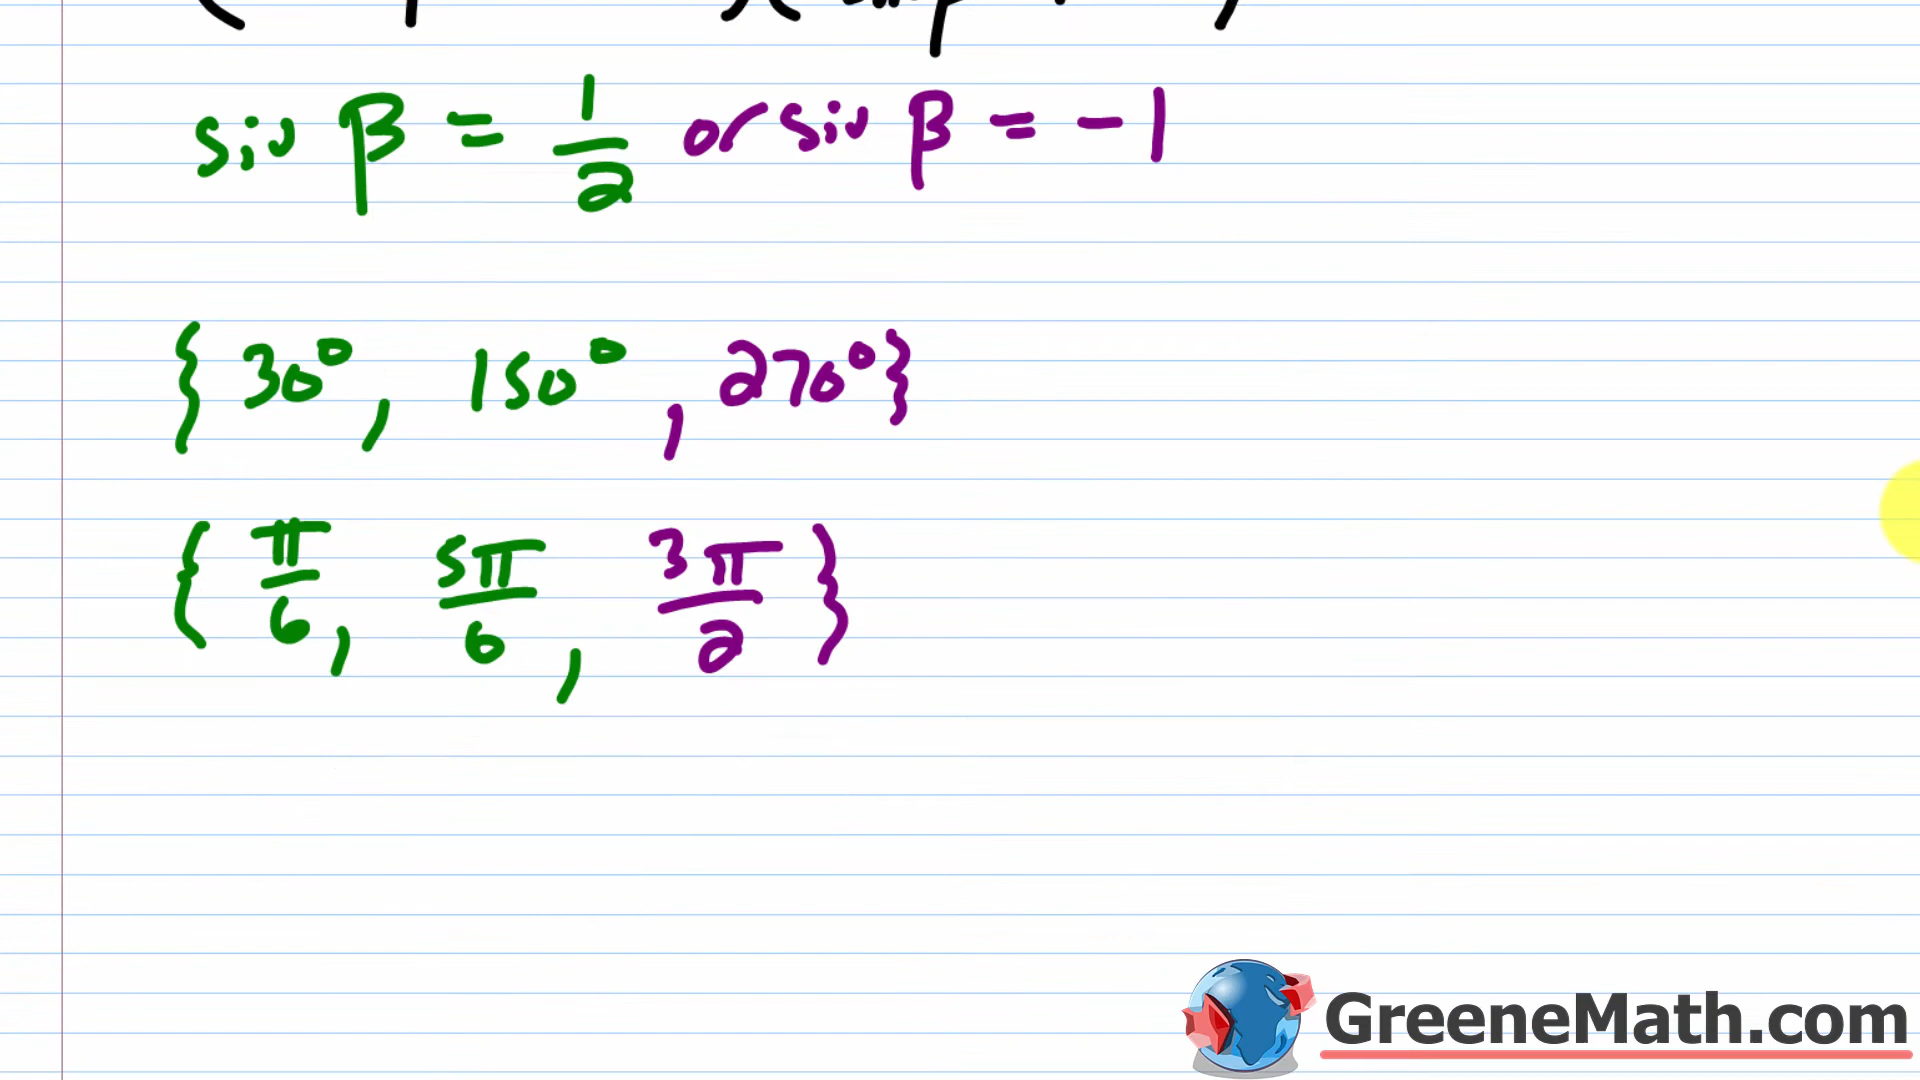 sin β = 1/2 or sin β = -1
{ 30°, 150°, 270° }
{ π/6, 5π/6, 3π/2 }
GreeneMath.com